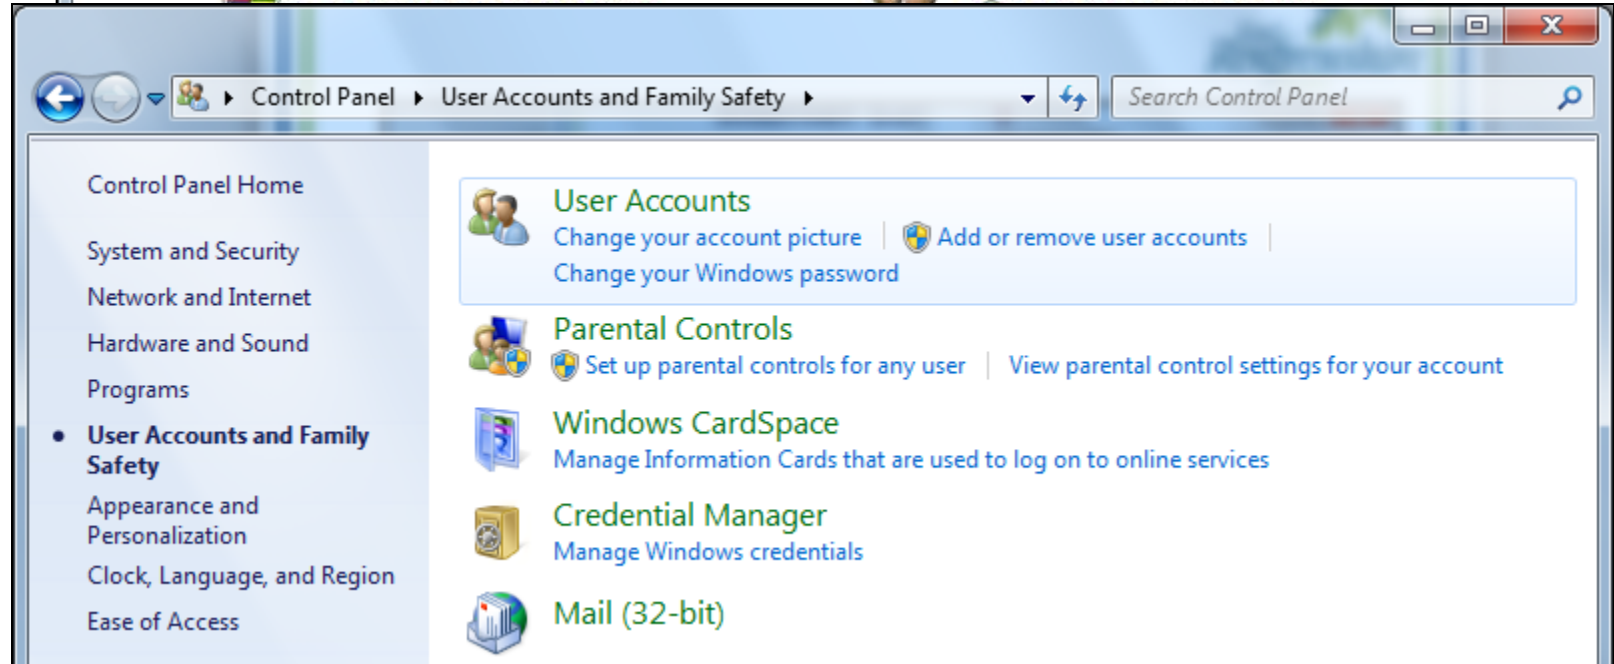 Control Panel User Accounts and Family Safety
Search Control Panel
Control Panel Home
System and Security
Network and Internet
Hardware and Sound
Programs
User Accounts and Family
Safety
Appearance and
Personalization
Clock, Language, and Region
Ease of Access
User Accounts
Change your account picture Add or remove user accounts
Change your Windows password
Parental Controls
Set up parental controls for any user View parental control settings for your account
Windows CardSpace
Manage Information Cards that are used to log on to online services
Credential Manager
Manage Windows credentials
Mail (32-bit)